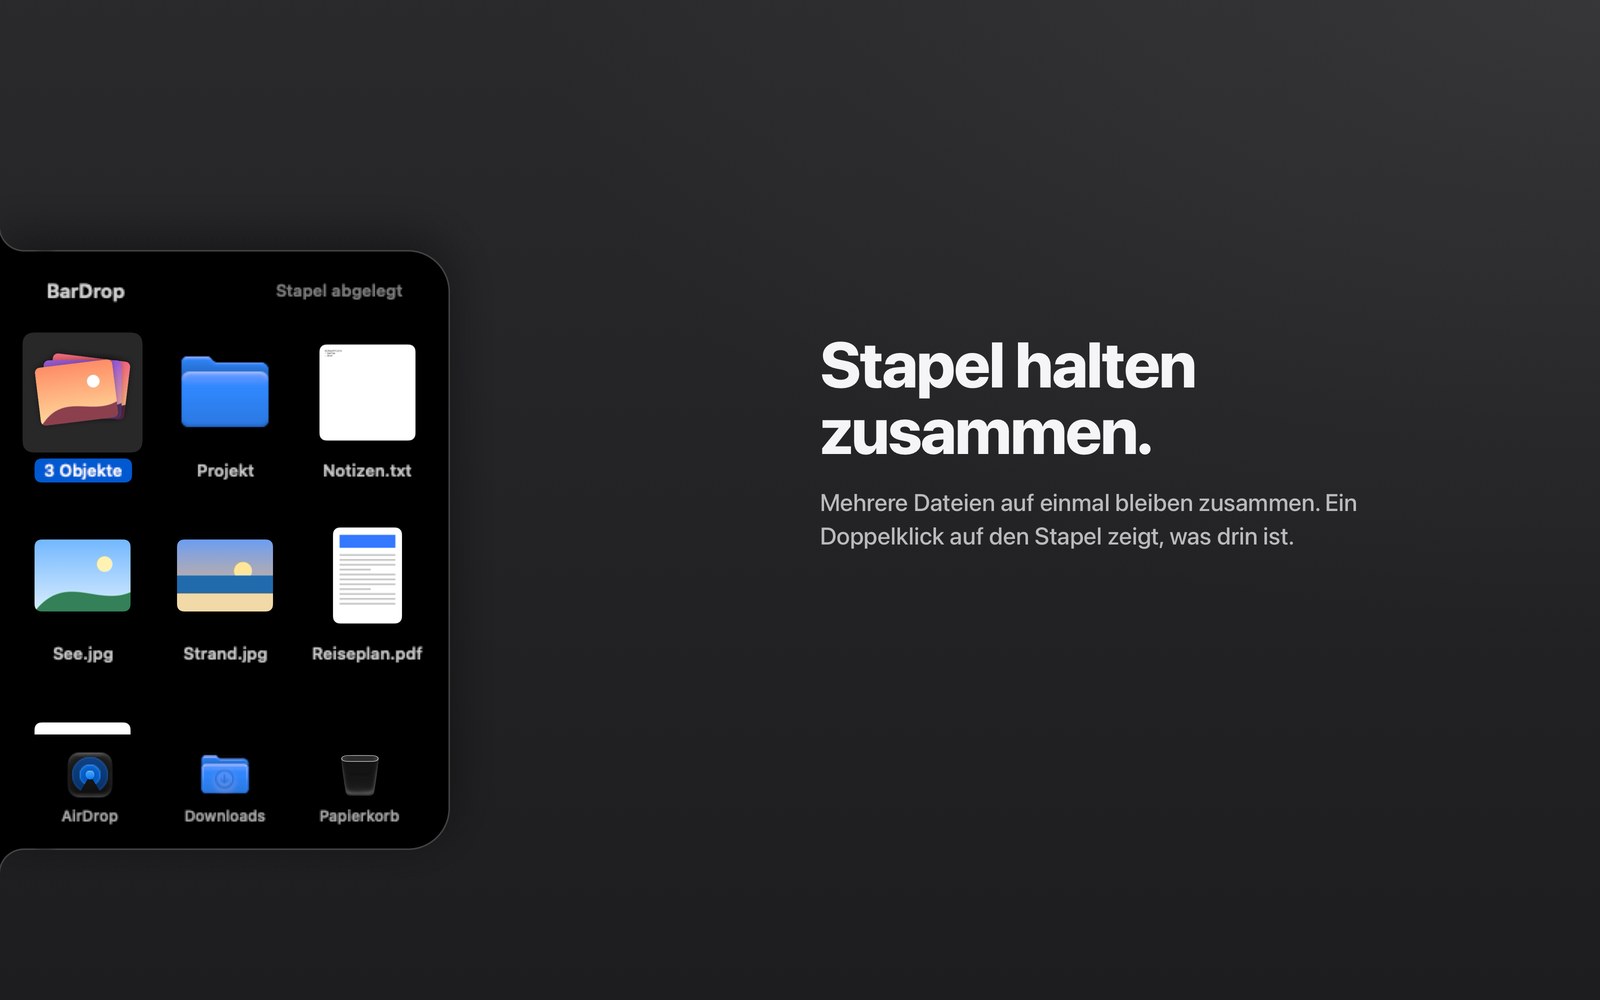 BarDrop
Stapel abgelegt
3 Objekte
Projekt
Notizen.txt
See.jpg
Strand.jpg
Reiseplan.pdf
AirDrop
Downloads
Papierkorb
Stapel halten
zusammen.
Mehrere Dateien auf einmal bleiben zusammen. Ein
Doppelklick auf den Stapel zeigt, was drin ist.